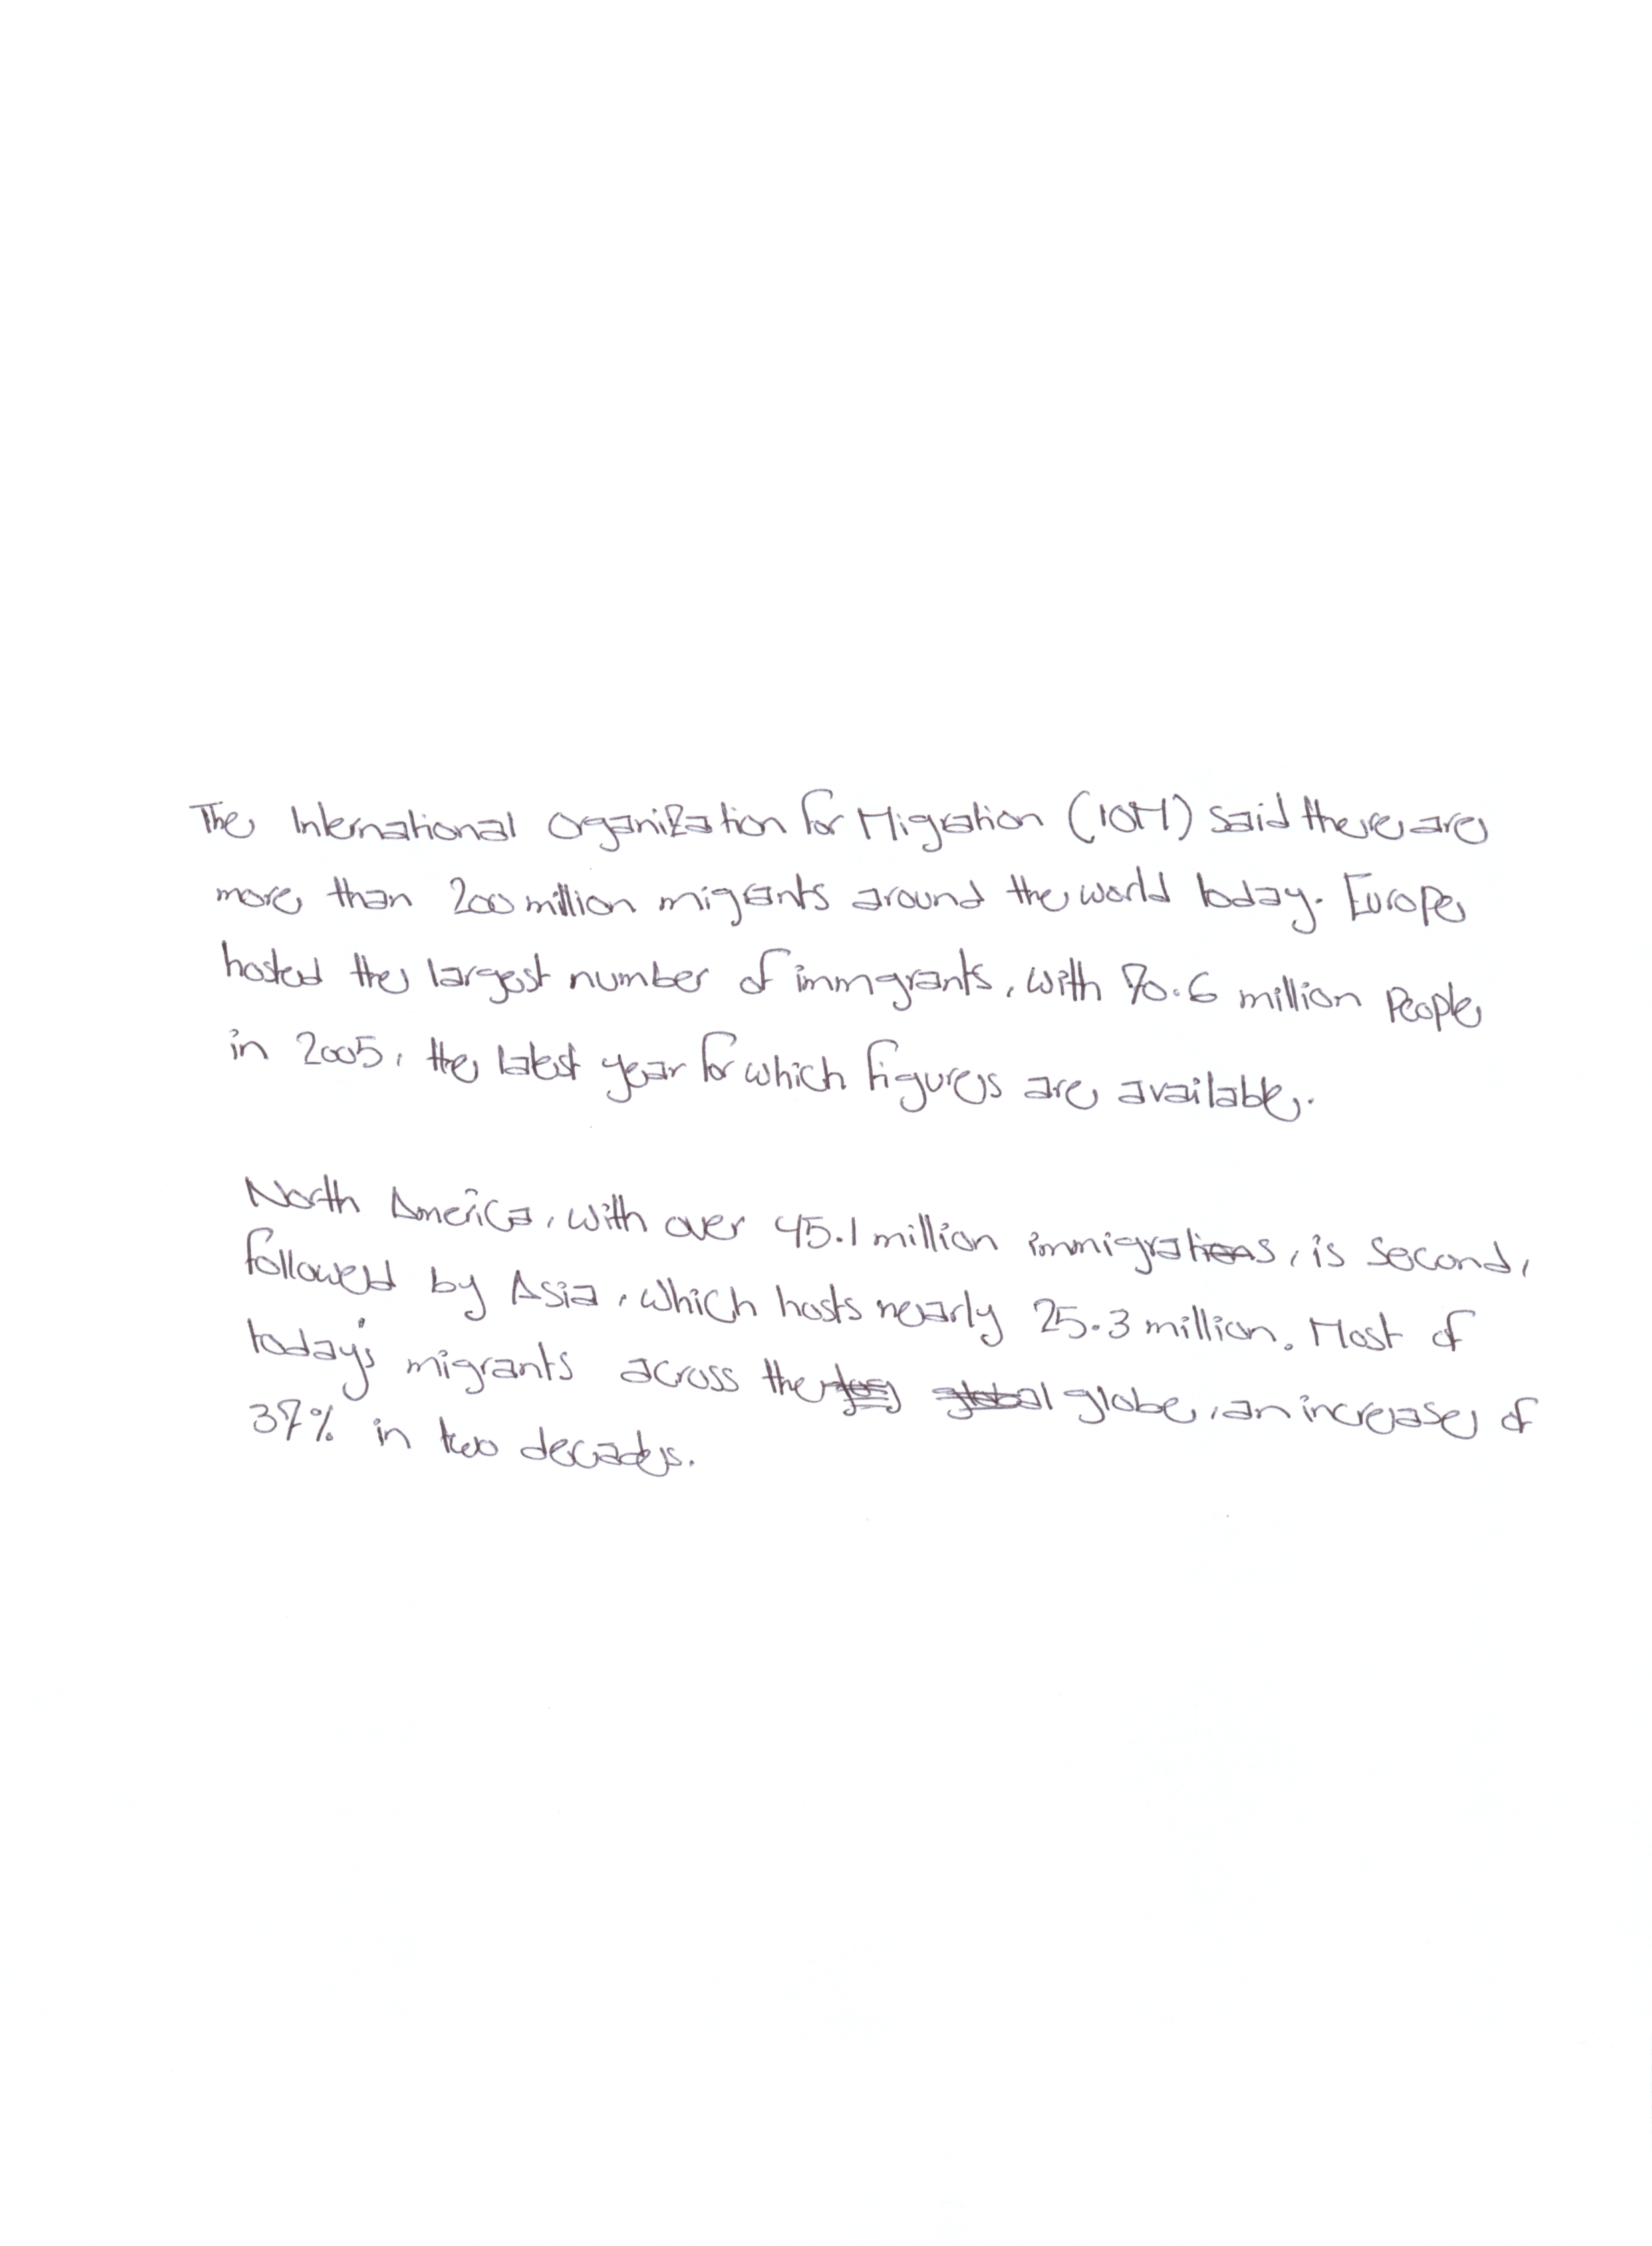 The International Organization for Migration (IOM) said there are
more than 200 million migrants around the world today. Europe
hosted the largest number of immgrants, with 70.6 million People
in 2005, the latest year for which figures are available.
North America, with over 45.1 million immigrations, is second,
followed by Asia, which hosts nearly 25.3 million. Most of
today's migrants across the global globe, an increase of
37% in two decades.